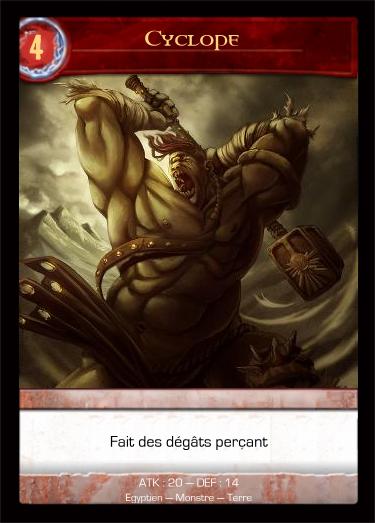 4
Cyclope
Fait des dégâts perçant
ATK : 20 — DEF : 14
Egyptien — Monstre — Terre